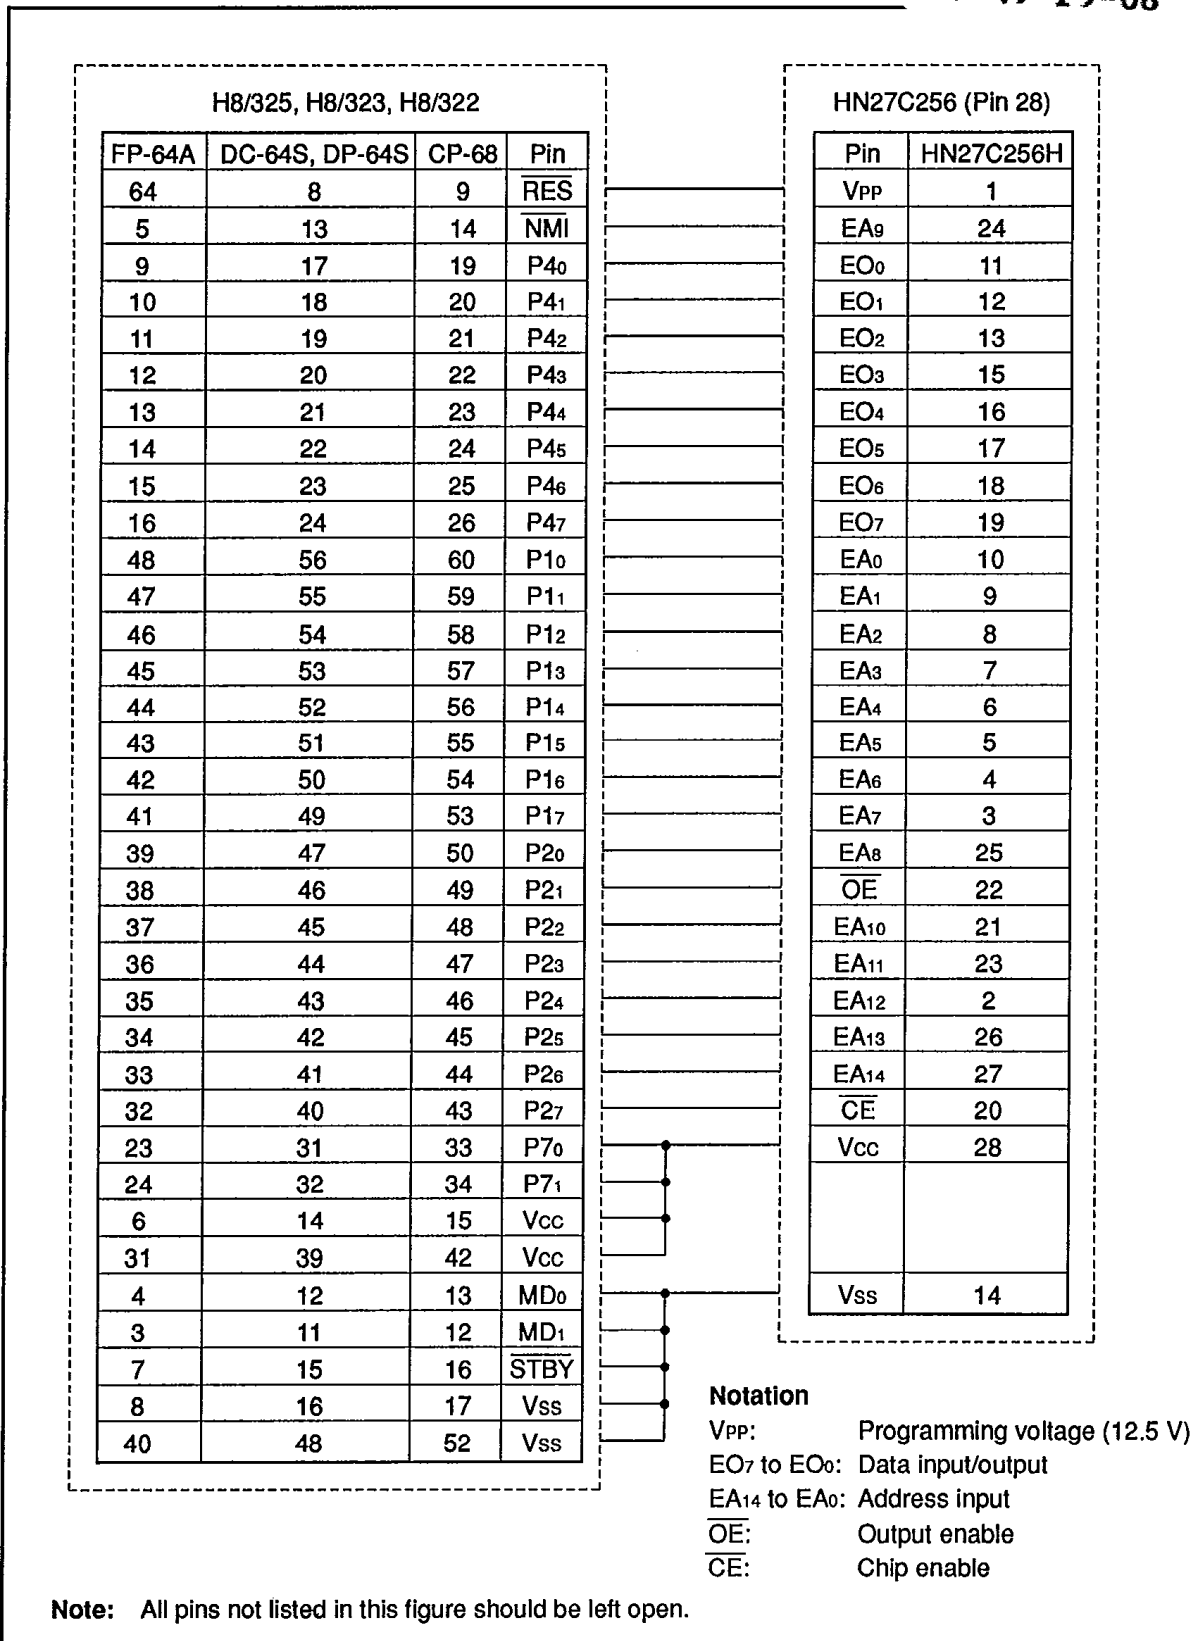 H8/325, H8/323, H8/322
FP-64A DC-64S, DP-64S CP-68 Pin
64 8 9 RES
5 13 14 NMI
9 17 19 P40
10 18 20 P41
11 19 21 P42
12 20 22 P43
13 21 23 P44
14 22 24 P45
15 23 25 P46
16 24 26 P47
48 56 60 P10
47 55 59 P11
46 54 58 P12
45 53 57 P13
44 52 56 P14
43 51 55 P15
42 50 54 P16
41 49 53 P17
39 47 50 P20
38 46 49 P21
37 45 48 P22
36 44 47 P23
35 43 46 P24
34 42 45 P25
33 41 44 P26
32 40 43 P27
23 31 33 P70
24 32 34 P71
6 14 15 Vcc
31 39 42 Vcc
4 12 13 MD0
3 11 12 MD1
7 15 16 STBY
8 16 17 Vss
40 48 52 Vss
HN27C256 (Pin 28)
Pin HN27C256H
VPP 1
EA9 24
EO0 11
EO1 12
EO2 13
EO3 15
EO4 16
EO5 17
EO6 18
EO7 19
EA0 10
EA1 9
EA2 8
EA3 7
EA4 6
EA5 5
EA6 4
EA7 3
EA8 25
OE 22
EA10 21
EA11 23
EA12 2
EA13 26
EA14 27
CE 20
Vcc 28
Vss 14
Notation
VPP: Programming voltage (12.5 V)
EO7 to EO0: Data input/output
EA14 to EA0: Address input
OE: Output enable
CE: Chip enable
Note: All pins not listed in this figure should be left open.